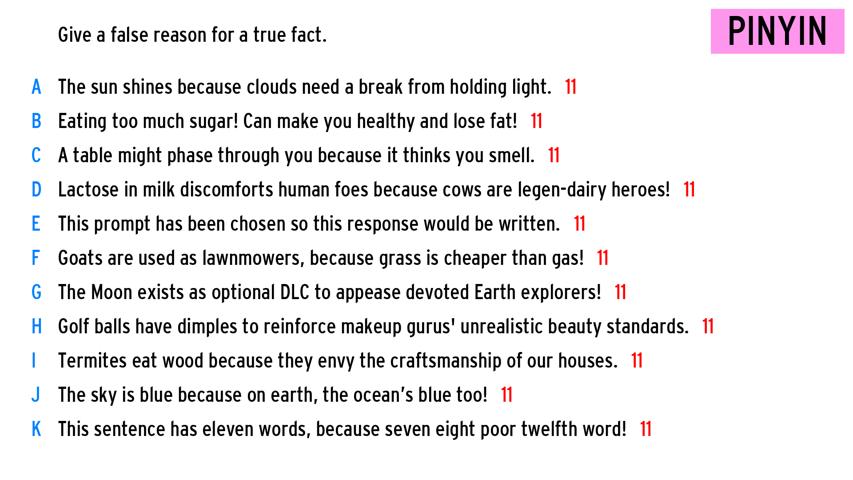 Give a false reason for a true fact.
PINYIN
A The sun shines because clouds need a break from holding light. 11
B Eating too much sugar! Can make you healthy and lose fat! 11
C A table might phase through you because it thinks you smell. 11
D Lactose in milk discomforts human foes because cows are legen-dairy heroes! 11
E This prompt has been chosen so this response would be written. 11
F Goats are used as lawnmowers, because grass is cheaper than gas! 11
G The Moon exists as optional DLC to appease devoted Earth explorers! 11
H Golf balls have dimples to reinforce makeup gurus' unrealistic beauty standards. 11
I Termites eat wood because they envy the craftsmanship of our houses. 11
J The sky is blue because on earth, the ocean’s blue too! 11
K This sentence has eleven words, because seven eight poor twelfth word! 11